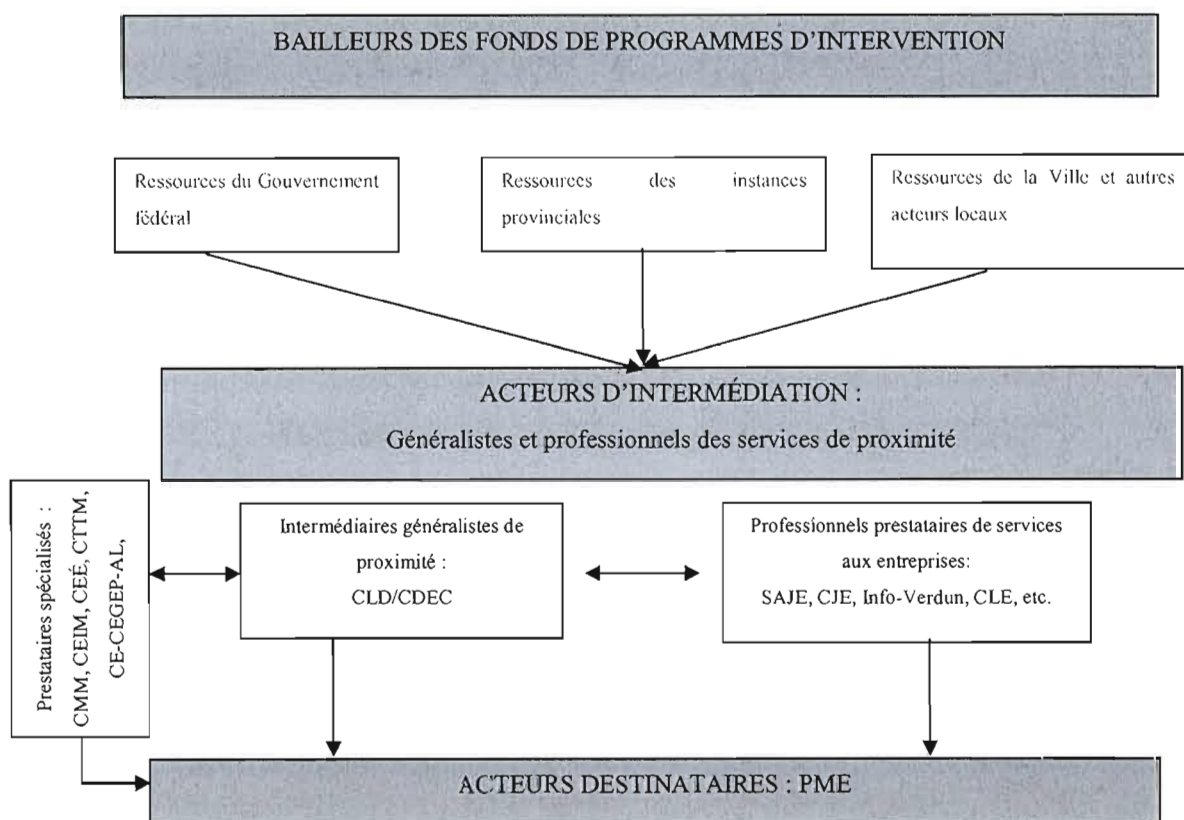 BAILLEURS DES FONDS DE PROGRAMMES D'INTERVENTION
Ressources du Gouvernement
fédéral
Ressources des instances
provinciales
Ressources de la Ville et autres
acteurs locaux
ACTEURS D'INTERMÉDIATION :
Généralistes et professionnels des services de proximité
Prestataires spécialisés :
CMM, CEIM, CEÉ, CTTM,
CE-CEGEP-AL,
Intermédiaires généralistes de
proximité :
CLD/CDEC
Professionnels prestataires de services
aux entreprises:
SAJE, CJE, Info-Verdun, CLE, etc.
ACTEURS DESTINATAIRES : PME